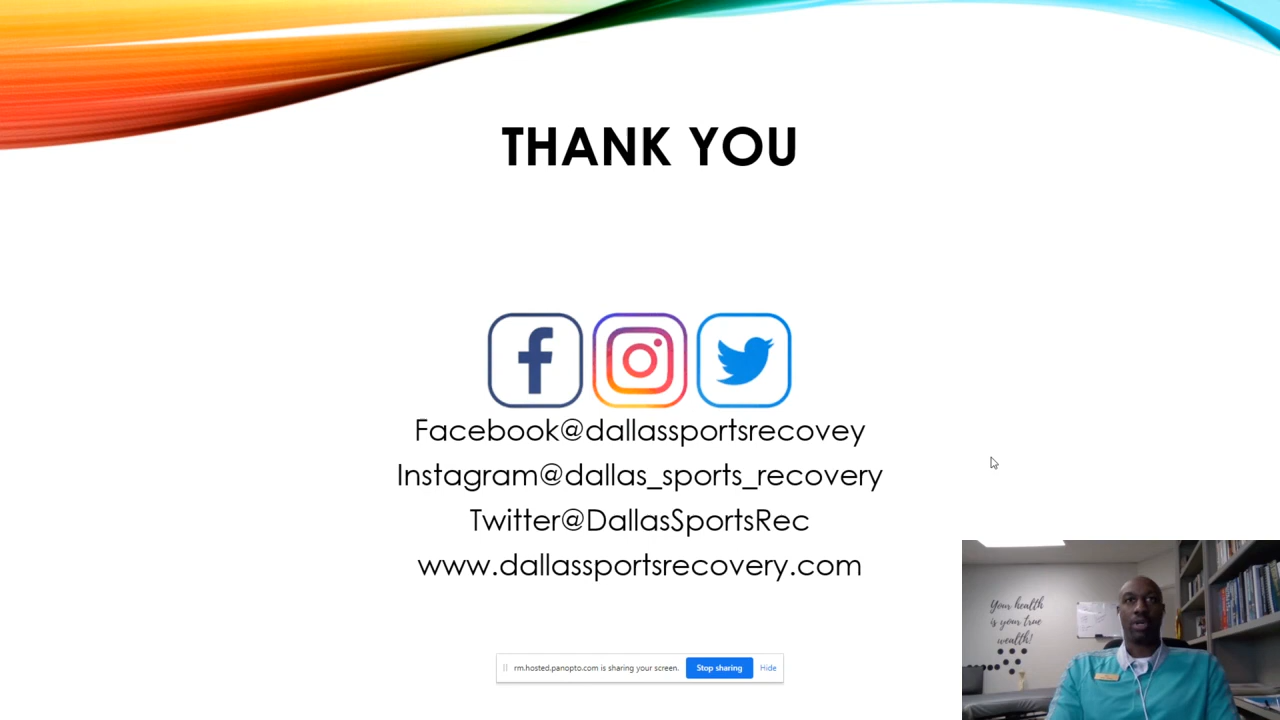 THANK YOU
Facebook@dallassportsrecovey
Instagram@dallas_sports_recovery
Twitter@DallasSportsRec
www.dallassportsrecovery.com
rm.hosted.panopto.com is sharing your screen.
Stop sharing
Hide
Your health
is your true
wealth!